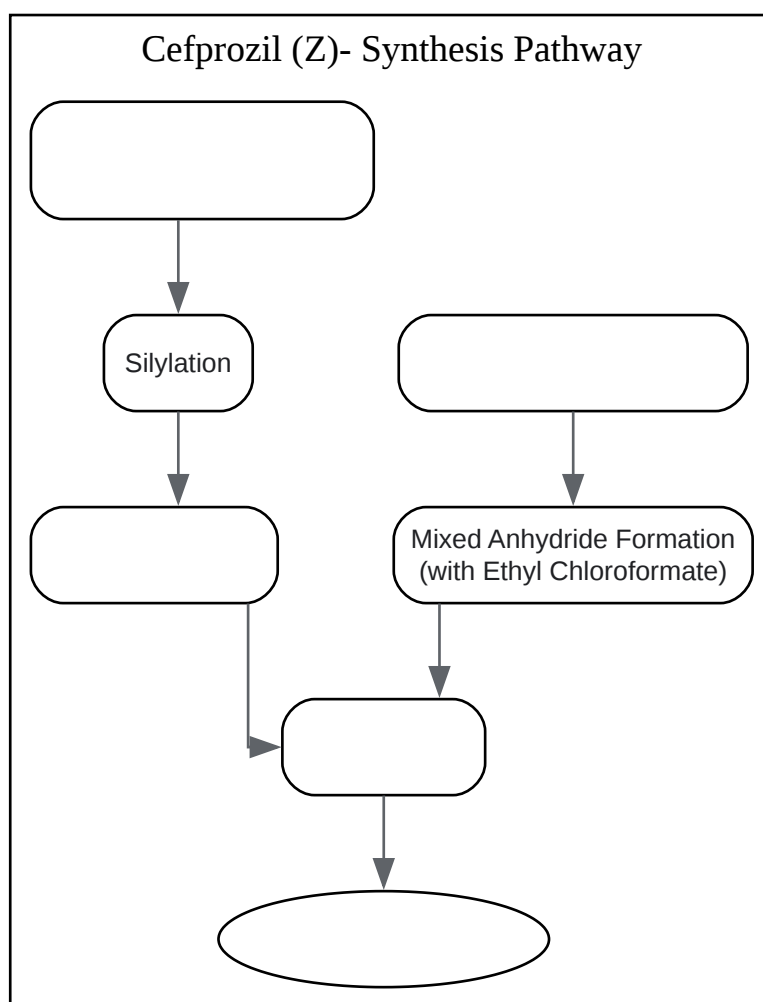 Cefprozil (Z)- Synthesis Pathway
Silylation
Mixed Anhydride Formation
(with Ethyl Chloroformate)